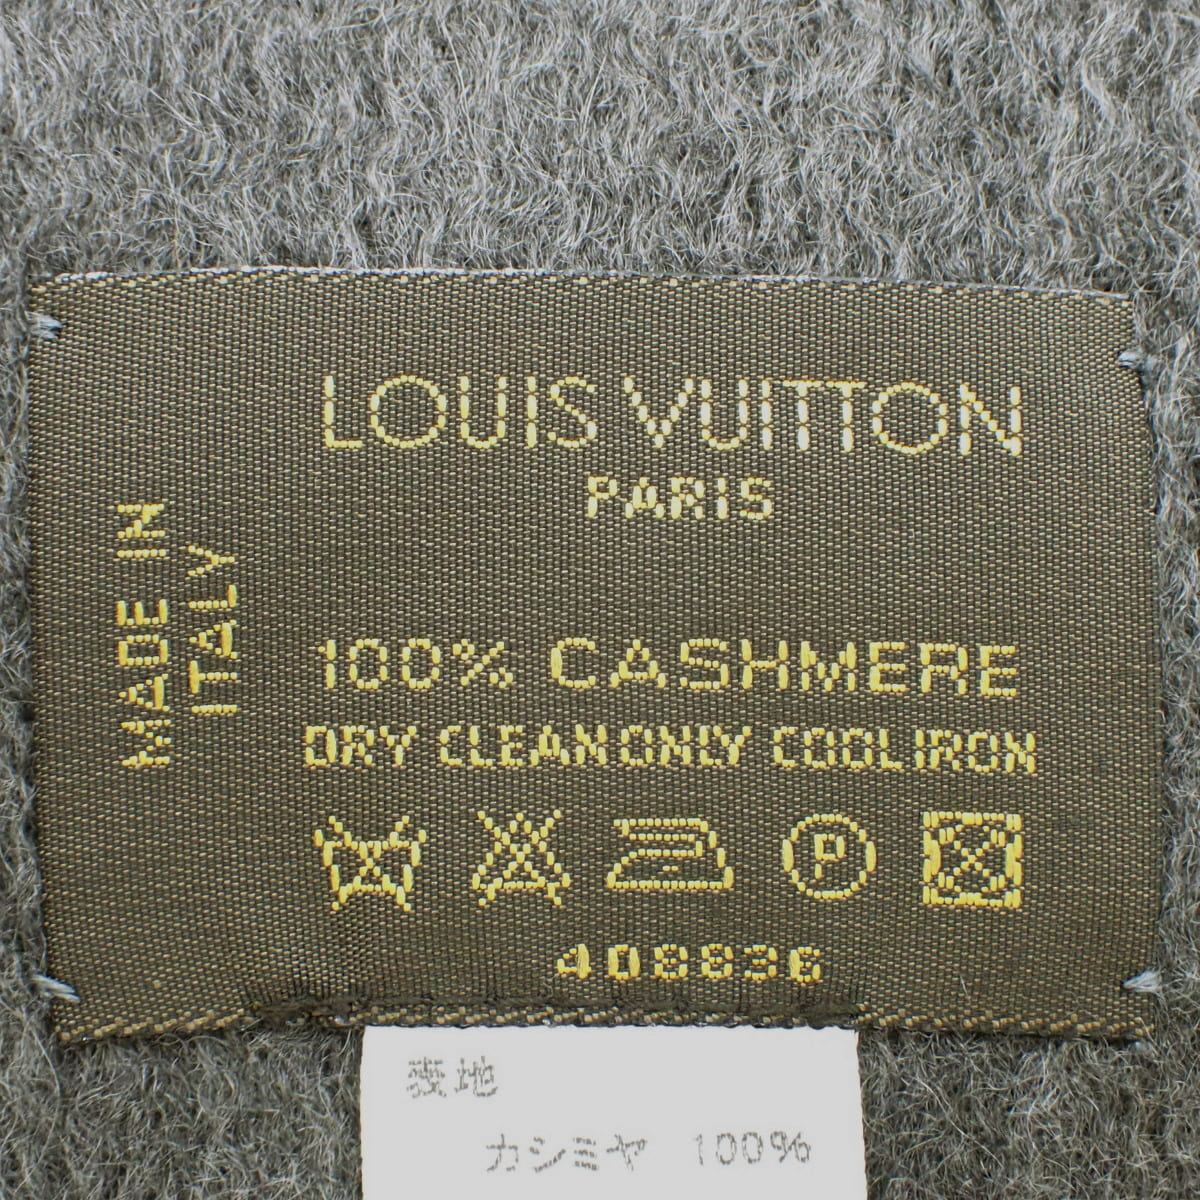 LOUIS VUITTON
PARIS
MADE IN
ITALY
100% CASHMERE
DRY CLEAN ONLY COOL IRON
P
408836
表地
カシミヤ 100%